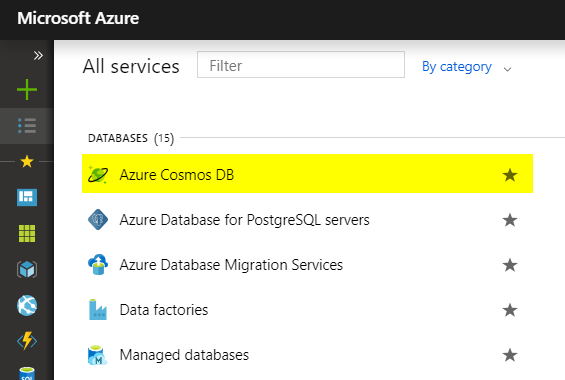 Microsoft Azure
»
All services
Filter
By category
DATABASES (15)
Azure Cosmos DB
Azure Database for PostgreSQL servers
Azure Database Migration Services
Data factories
Managed databases
SQL